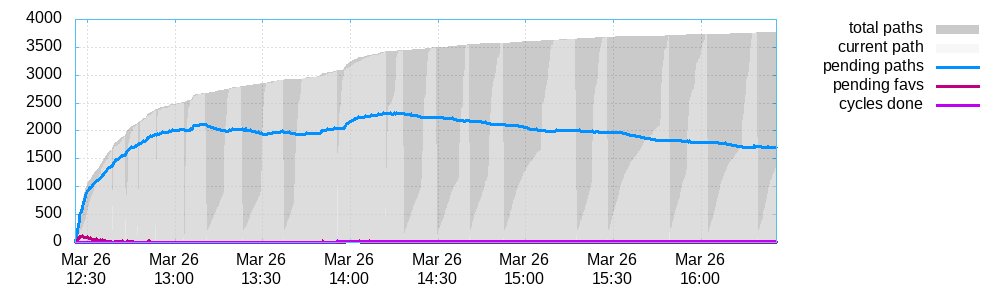 4000
3500
3000
2500
2000
1500
1000
500
0
Mar 26 Mar 26 Mar 26 Mar 26 Mar 26 Mar 26 Mar 26 Mar 26
12:30 13:00 13:30 14:00 14:30 15:00 15:30 16:00
total paths
current path
pending paths
pending favs
cycles done